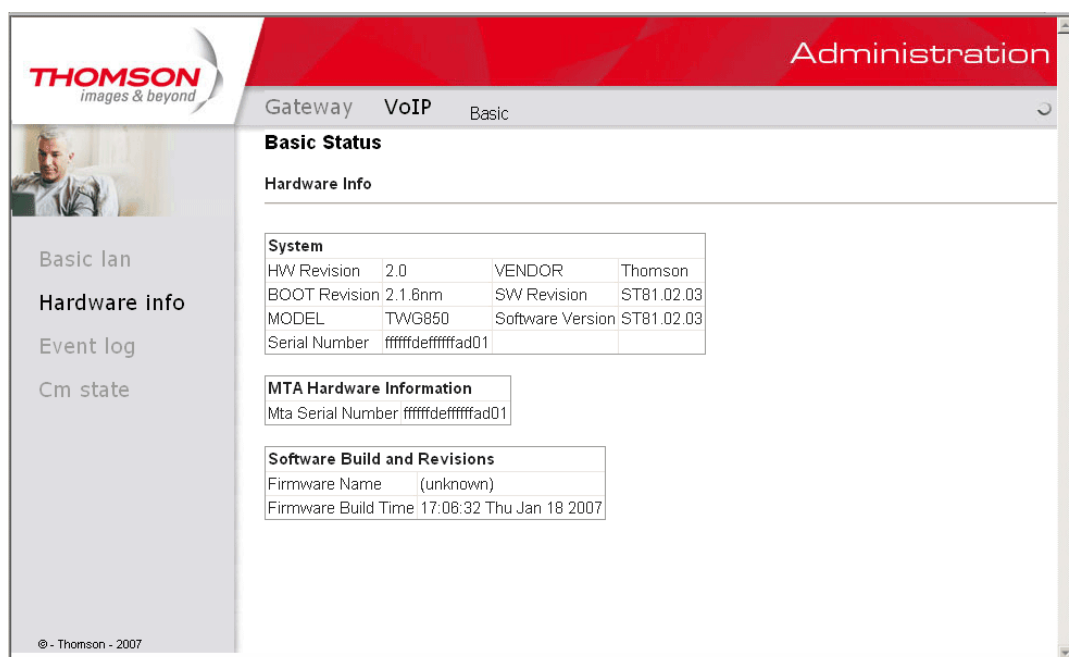 THOMSON
images & beyond
Administration
Gateway VoIP Basic
Basic Status
Hardware Info
Basic lan
Hardware info
Event log
Cm state
System
HW Revision 2.0 VENDOR Thomson
BOOT Revision 2.1.6nm SW Revision ST81.02.03
MODEL TWG850 Software Version ST81.02.03
Serial Number ffffffdeffffffad01
MTA Hardware Information
Mta Serial Number ffffffdeffffffad01
Software Build and Revisions
Firmware Name (unknown)
Firmware Build Time 17:06:32 Thu Jan 18 2007
© - Thomson - 2007